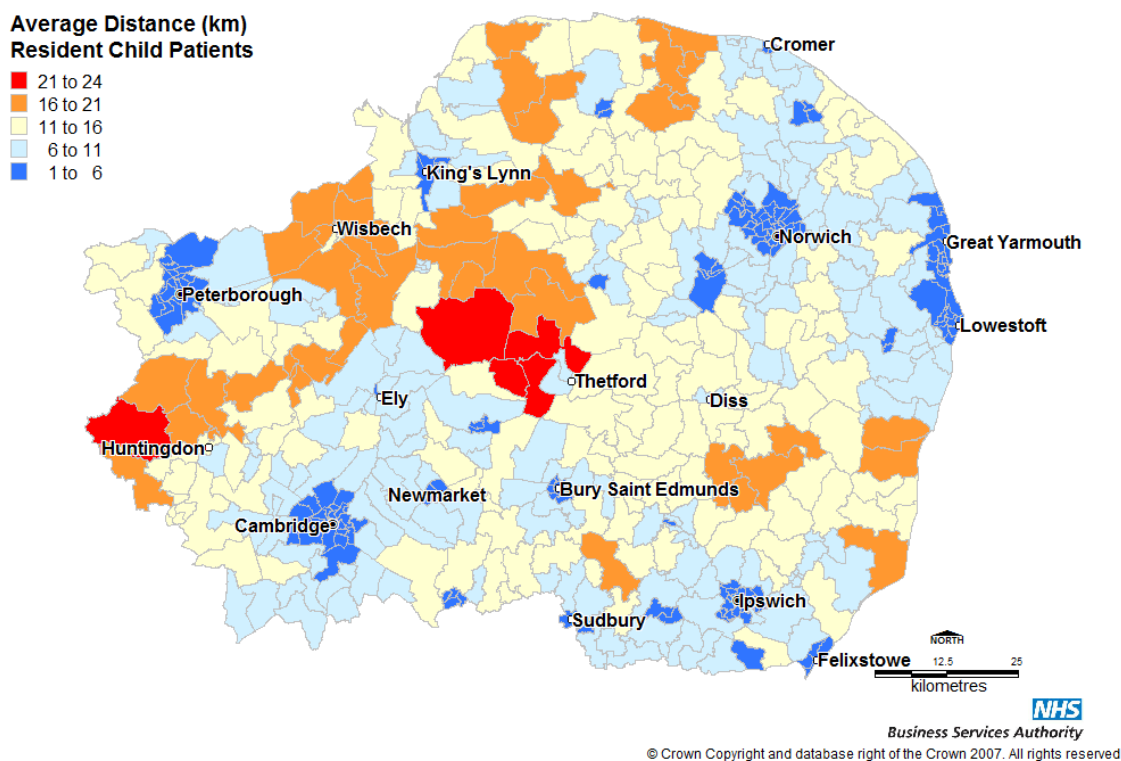 Average Distance (km)
Resident Child Patients
21 to 24
16 to 21
11 to 16
6 to 11
1 to 6
Cromer
King's Lynn
Wisbech
Norwich
Great Yarmouth
Peterborough
Lowestoft
Thetford
Ely
Diss
Huntingdon
Newmarket
Bury Saint Edmunds
Cambridge
Ipswich
Sudbury
Felixstowe
NORTH
12.5 25
kilometres
NHS
Business Services Authority
© Crown Copyright and database right of the Crown 2007. All rights reserved